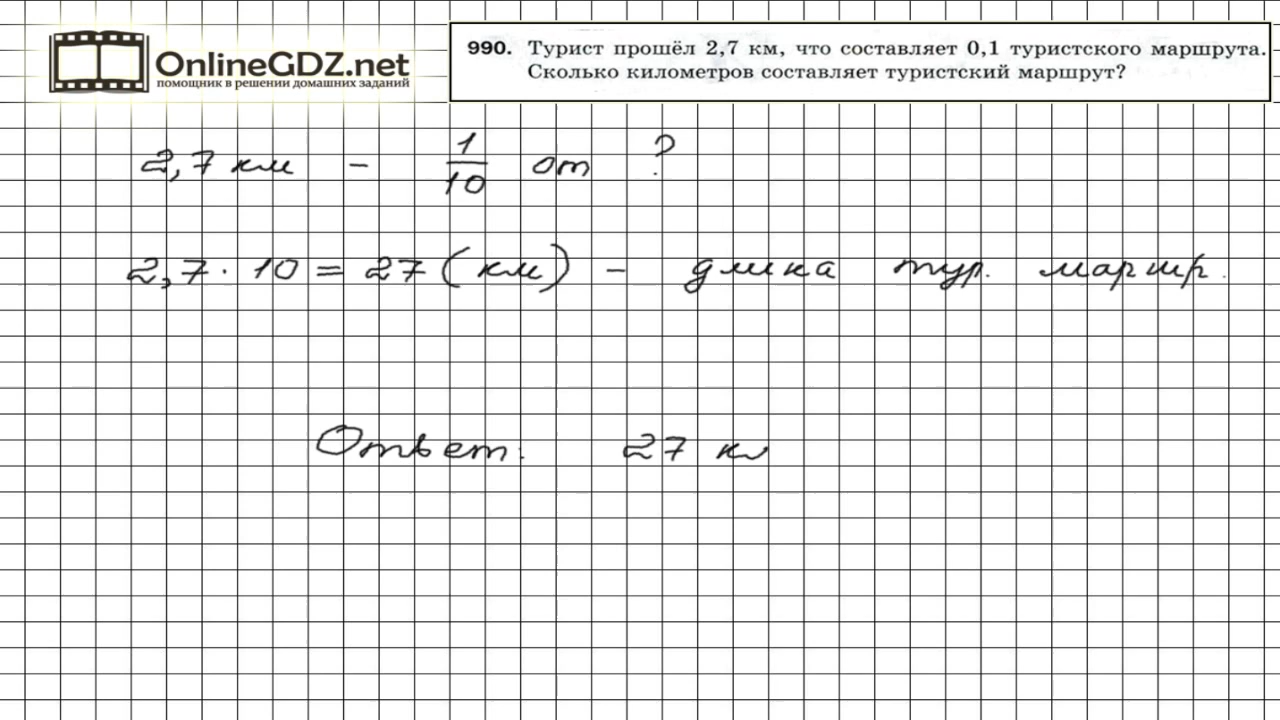 OnlineGDZ.net
помощник в решении домашних заданий
990. Турист прошёл 2,7 км, что составляет 0,1 туристского маршрута.
Сколько километров составляет туристский маршрут?
2,7 км - 1/10 от ?
2,7 · 10 = 27 (км) - длина тур. маршр.
Ответ: 27 км